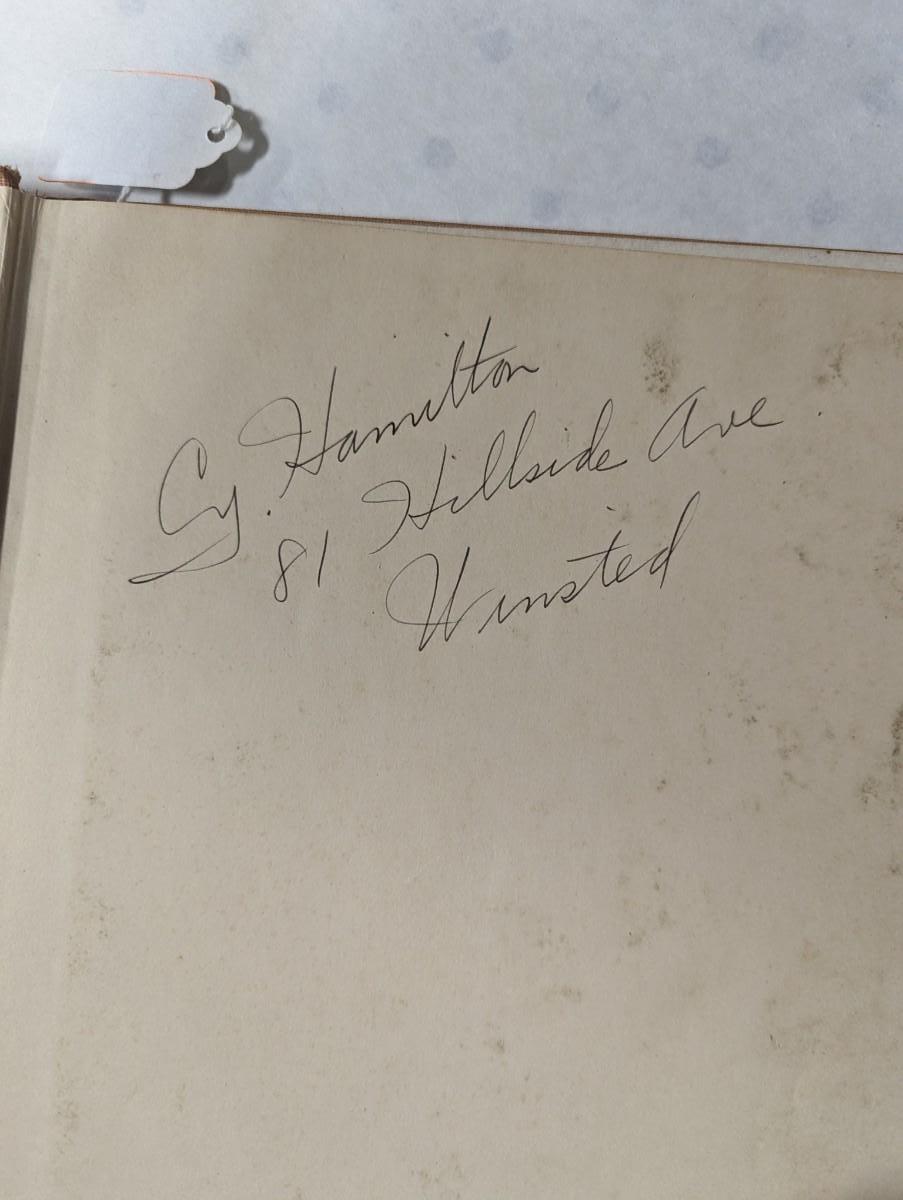 Cy. Hamilton
81 Hillside Ave.
Winsted